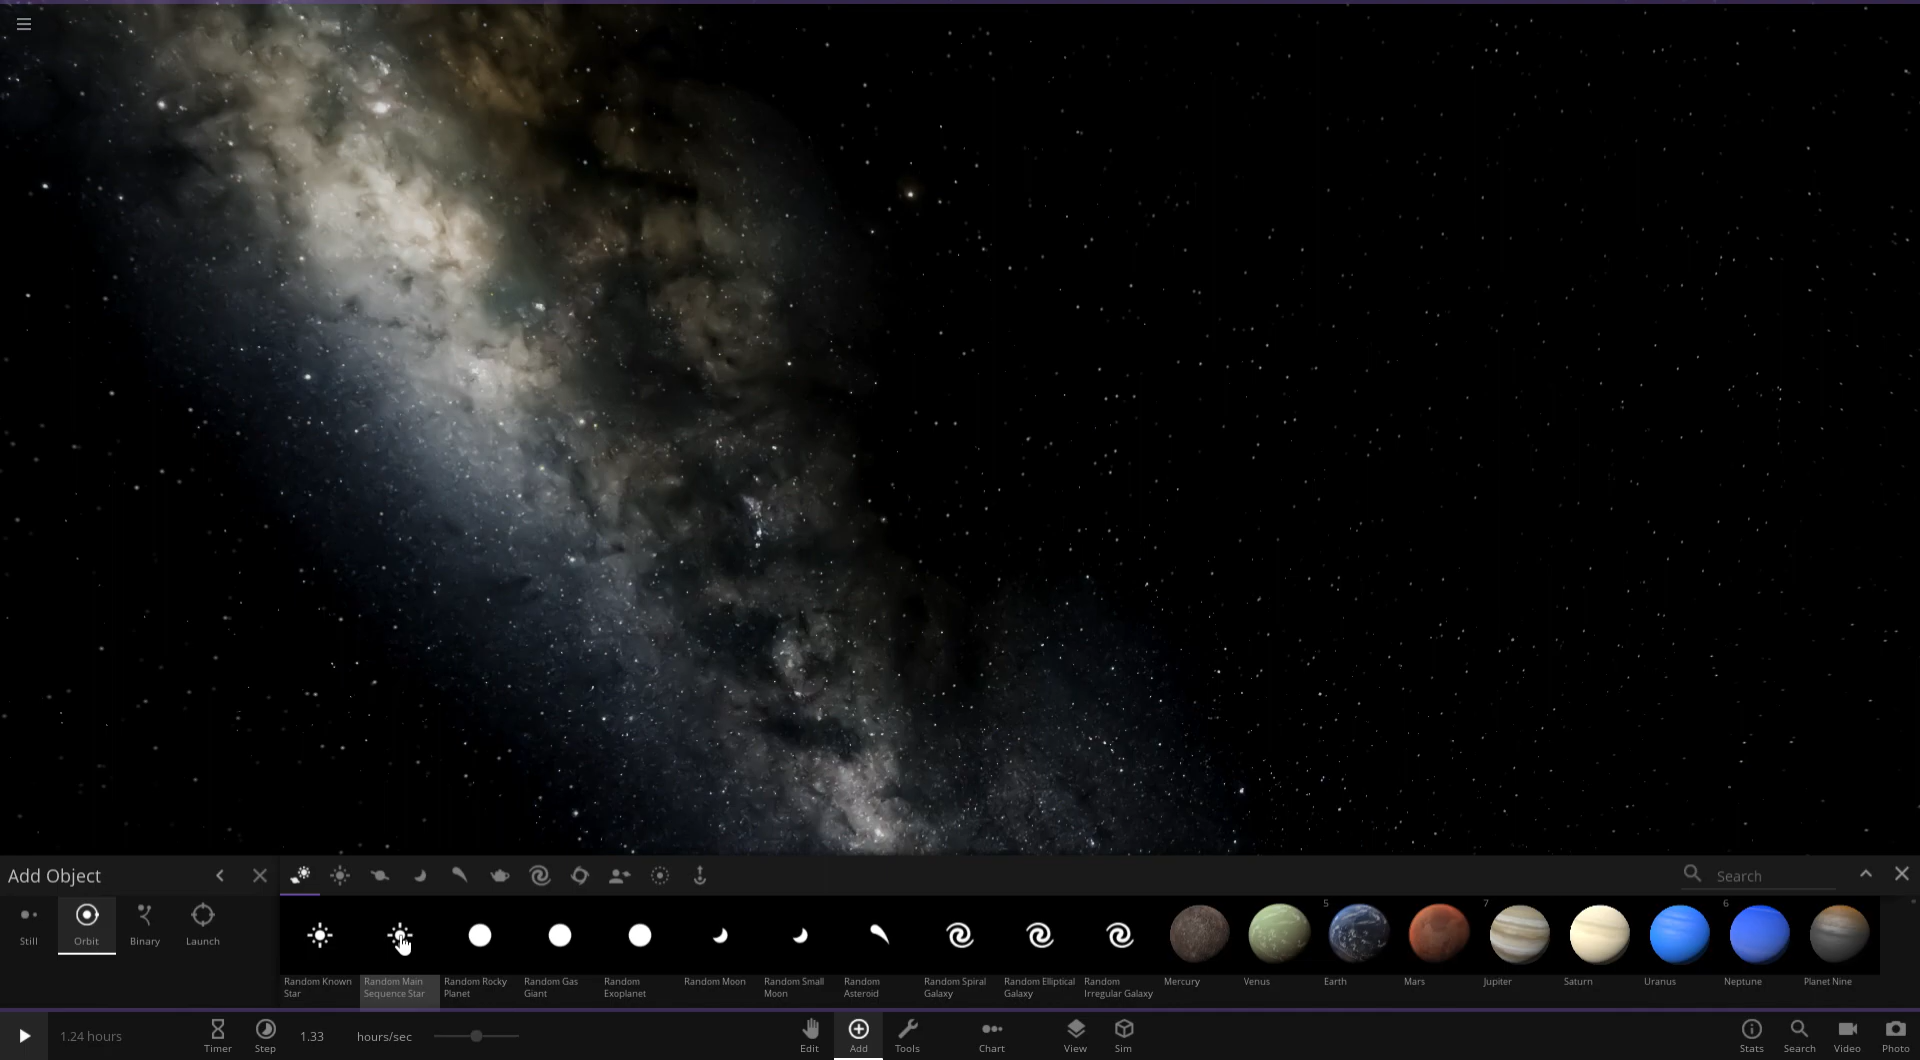 Add Object
Search
Still
Orbit
Binary
Launch
5
7
6
Random Known
Star
Random Main
Sequence Star
Random Rocky
Planet
Random Gas
Giant
Random
Exoplanet
Random Moon
Random Small
Moon
Random
Asteroid
Random Spiral
Galaxy
Random Elliptical
Galaxy
Random
Irregular Galaxy
Mercury
Venus
Earth
Mars
Jupiter
Saturn
Uranus
Neptune
Planet Nine
1.24 hours
Timer
Step
1.33
hours/sec
Edit
Add
Tools
Chart
View
Sim
Stats
Search
Video
Photo